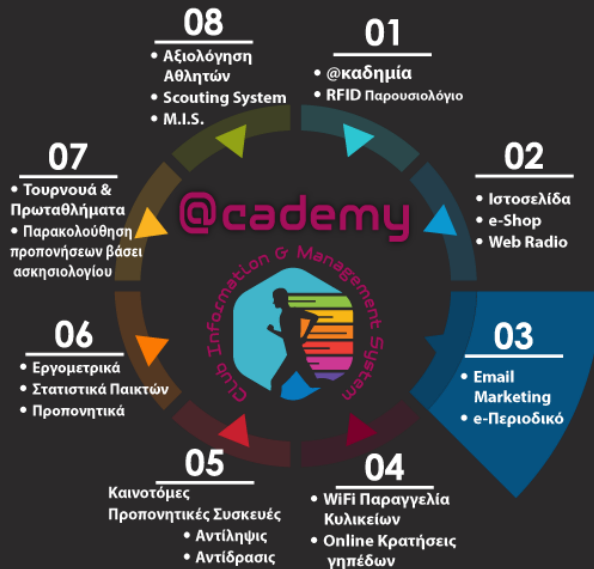 08
• Αξιολόγηση
Αθλητών
• Scouting System
• M.I.S.
01
• @καδημία
• RFID Παρουσιολόγιο
07
• Τουρνουά &
Πρωταθλήματα
• Παρακολούθηση
προπονήσεων βάσει
ασκησιολογίου
02
• Ιστοσελίδα
• e-Shop
• Web Radio
@cademy
CLub Information & Management System
06
• Εργομετρικά
• Στατιστικά Παικτών
• Προπονητικά
03
• Email
Marketing
• e-Περιοδικό
05
Καινοτόμες
Προπονητικές Συσκευές
• Αντίληψις
• Αντίδρασις
04
• WiFi Παραγγελία
Κυλικείων
• Online Κρατήσεις
γηπέδων